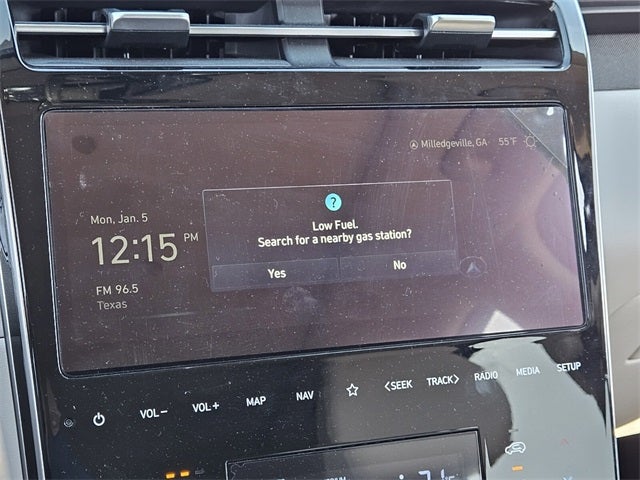 Milledgeville, GA 55°F
Mon, Jan. 5
12:15 PM
FM 96.5
Texas
?
Low Fuel.
Search for a nearby gas station?
Yes No
VOL− VOL+ MAP NAV <SEEK TRACK> RADIO MEDIA SETUP